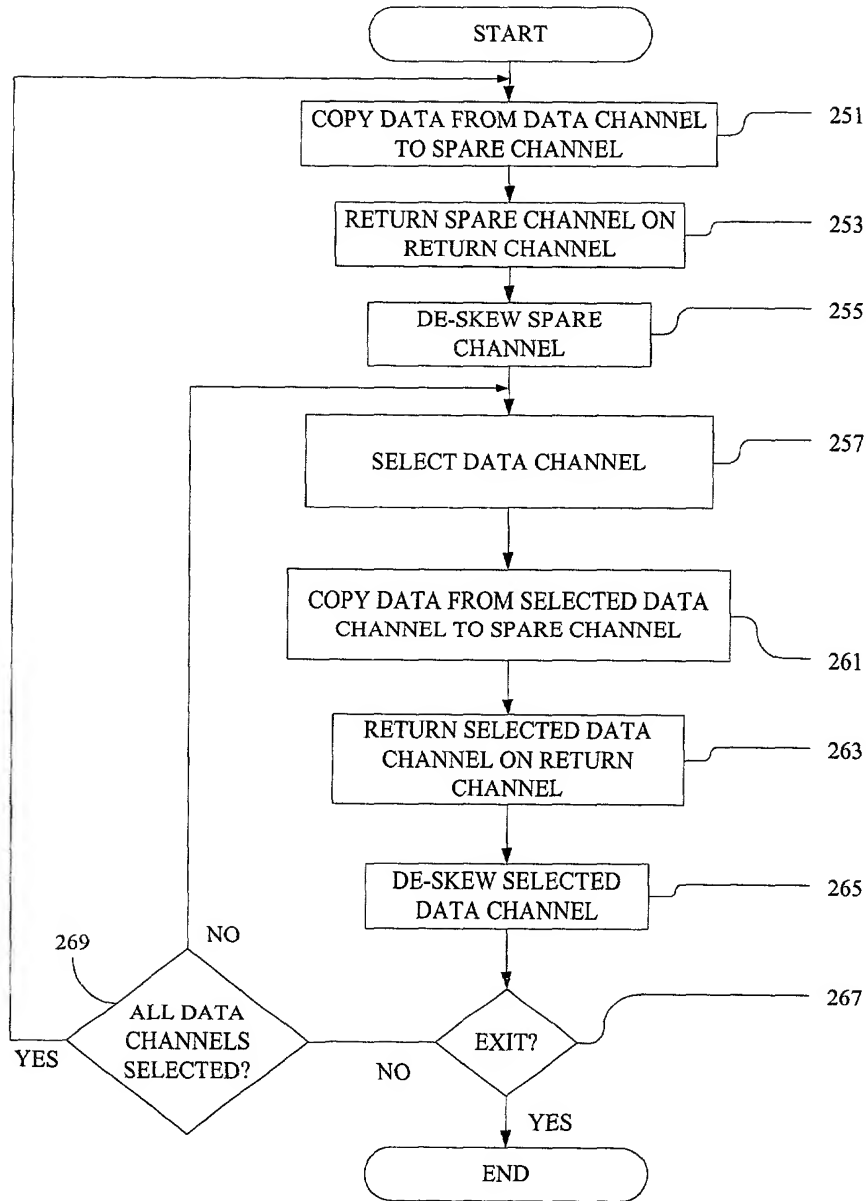 START
COPY DATA FROM DATA CHANNEL
TO SPARE CHANNEL
251
RETURN SPARE CHANNEL ON
RETURN CHANNEL
253
DE-SKEW SPARE
CHANNEL
255
SELECT DATA CHANNEL
257
COPY DATA FROM SELECTED DATA
CHANNEL TO SPARE CHANNEL
261
RETURN SELECTED DATA
CHANNEL ON RETURN
CHANNEL
263
DE-SKEW SELECTED
DATA CHANNEL
265
EXIT?
267
NO
YES
269
ALL DATA
CHANNELS
SELECTED?
NO
YES
END